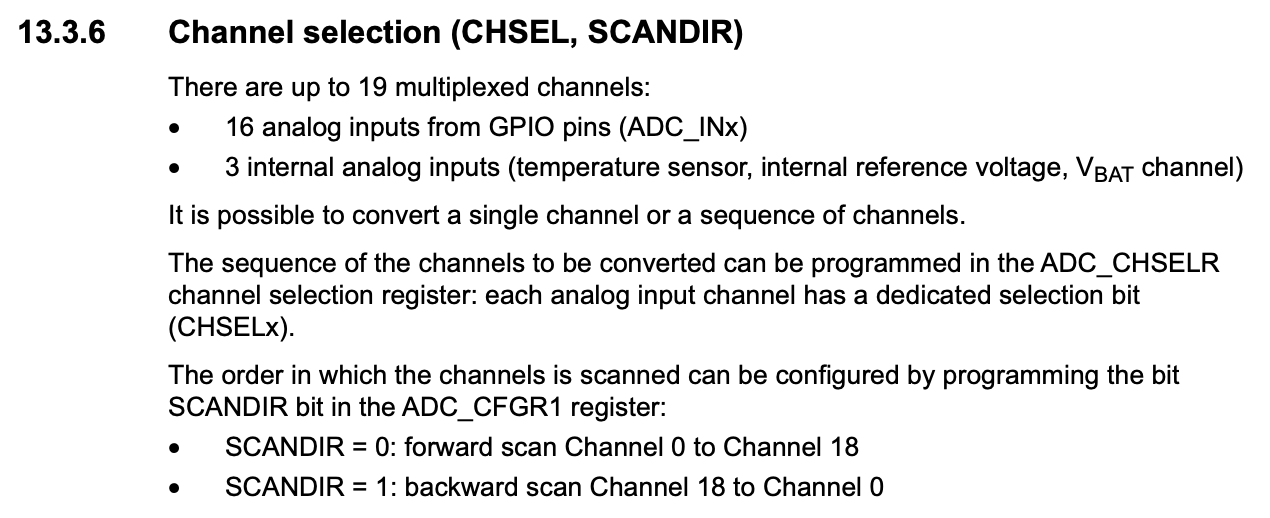 13.3.6 Channel selection (CHSEL, SCANDIR)
There are up to 19 multiplexed channels:
• 16 analog inputs from GPIO pins (ADC_INx)
• 3 internal analog inputs (temperature sensor, internal reference voltage, VBAT channel)
It is possible to convert a single channel or a sequence of channels.
The sequence of the channels to be converted can be programmed in the ADC_CHSELR
channel selection register: each analog input channel has a dedicated selection bit
(CHSELx).
The order in which the channels is scanned can be configured by programming the bit
SCANDIR bit in the ADC_CFGR1 register:
• SCANDIR = 0: forward scan Channel 0 to Channel 18
• SCANDIR = 1: backward scan Channel 18 to Channel 0